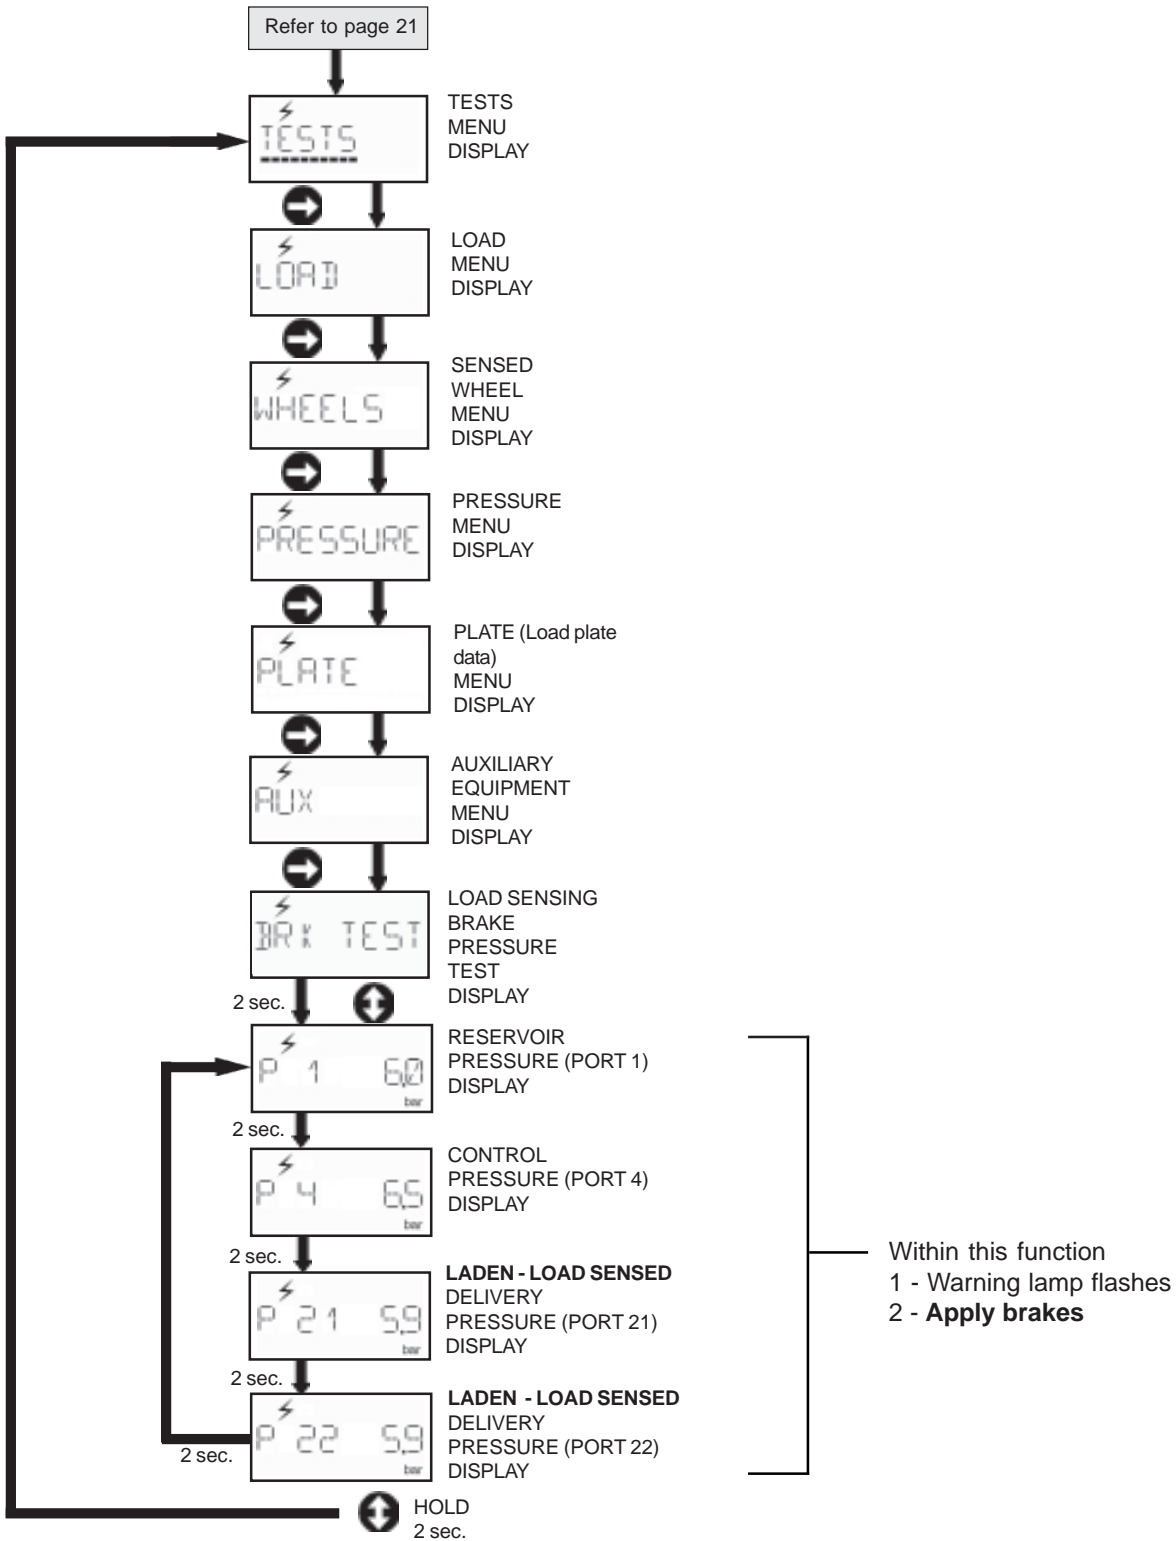 Refer to page 21
TESTS
TESTS
MENU
DISPLAY
LOAD
LOAD
MENU
DISPLAY
WHEELS
SENSED
WHEEL
MENU
DISPLAY
PRESSURE
PRESSURE
MENU
DISPLAY
PLATE
PLATE (Load plate
data)
MENU
DISPLAY
AUX
AUXILIARY
EQUIPMENT
MENU
DISPLAY
BRK TEST
LOAD SENSING
BRAKE
PRESSURE
TEST
DISPLAY
2 sec.
P 1 6,0
bar
RESERVOIR
PRESSURE (PORT 1)
DISPLAY
2 sec.
P 4 6,5
bar
CONTROL
PRESSURE (PORT 4)
DISPLAY
2 sec.
P 21 5,9
bar
LADEN - LOAD SENSED
DELIVERY
PRESSURE (PORT 21)
DISPLAY
2 sec.
P 22 5,9
bar
LADEN - LOAD SENSED
DELIVERY
PRESSURE (PORT 22)
DISPLAY
2 sec.
HOLD
2 sec.
Within this function
1 - Warning lamp flashes
2 - Apply brakes